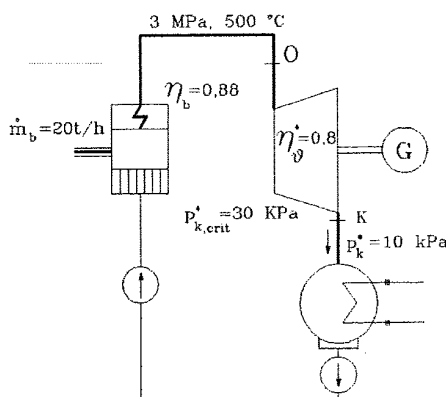 3 MPa, 500 °C
O
η_b=0,88
ṁ_b=20t/h
η*_ϑ=0,8
G
P*_k,crit=30 KPa
K
P*_k=10 kPa